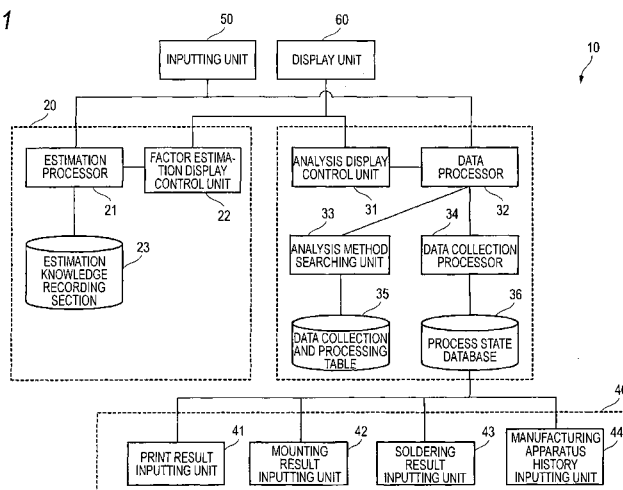 1
50
60
10
INPUTTING UNIT
DISPLAY UNIT
20
ESTIMATION
PROCESSOR
21
FACTOR ESTIMA-
TION DISPLAY
CONTROL UNIT
22
ANALYSIS DISPLAY
CONTROL UNIT
31
DATA
PROCESSOR
32
33
34
ESTIMATION
KNOWLEDGE
RECORDING
SECTION
23
ANALYSIS METHOD
SEARCHING UNIT
DATA COLLECTION
PROCESSOR
35
36
DATA COLLECTION
AND PROCESSING
TABLE
PROCESS STATE
DATABASE
40
41
42
43
44
PRINT RESULT
INPUTTING UNIT
MOUNTING
RESULT
INPUTTING UNIT
SOLDERING
RESULT
INPUTTING UNIT
MANUFACTURING
APPARATUS
HISTORY
INPUTTING UNIT